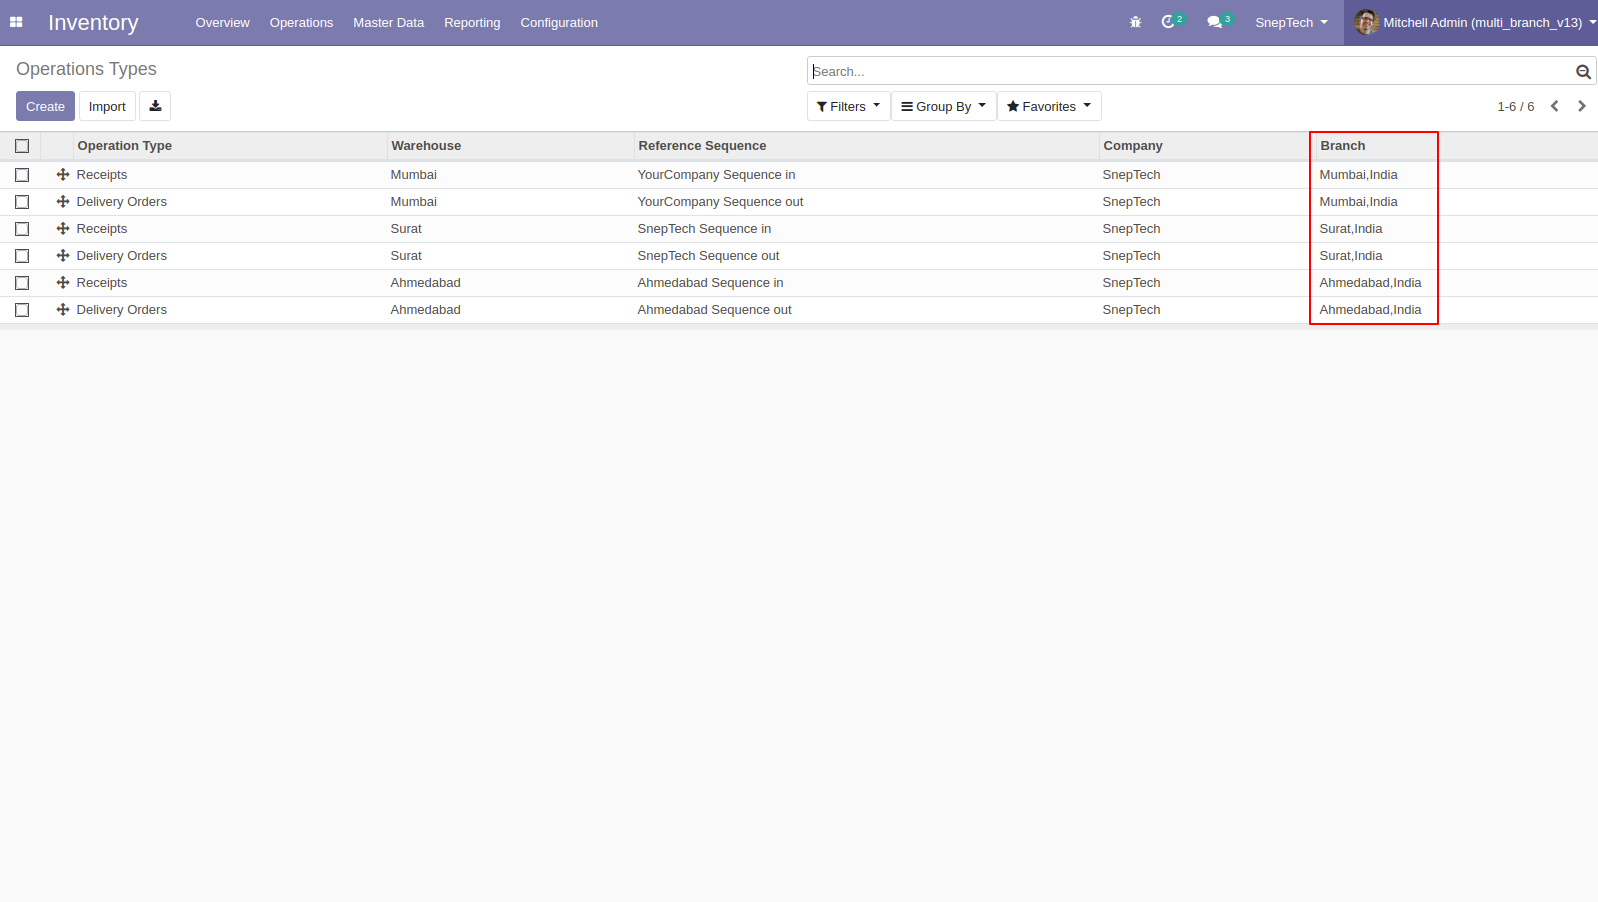 Inventory Overview Operations Master Data Reporting Configuration 2 3 SnepTech Mitchell Admin (multi_branch_v13)
Operations Types
Search...
Create Import Filters Group By Favorites 1-6 / 6
Operation Type Warehouse Reference Sequence Company Branch
Receipts Mumbai YourCompany Sequence in SnepTech Mumbai,India
Delivery Orders Mumbai YourCompany Sequence out SnepTech Mumbai,India
Receipts Surat SnepTech Sequence in SnepTech Surat,India
Delivery Orders Surat SnepTech Sequence out SnepTech Surat,India
Receipts Ahmedabad Ahmedabad Sequence in SnepTech Ahmedabad,India
Delivery Orders Ahmedabad Ahmedabad Sequence out SnepTech Ahmedabad,India